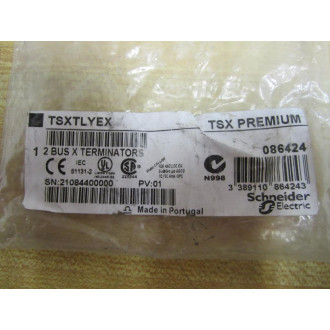 TSXTLYEX
TSX PREMIUM
1 2 BUS X TERMINATORS
086424
IEC
61131-2
UL
N998
3 389110 864243
SN:21084400000
PV:01
Made in Portugal
Schneider
Electric